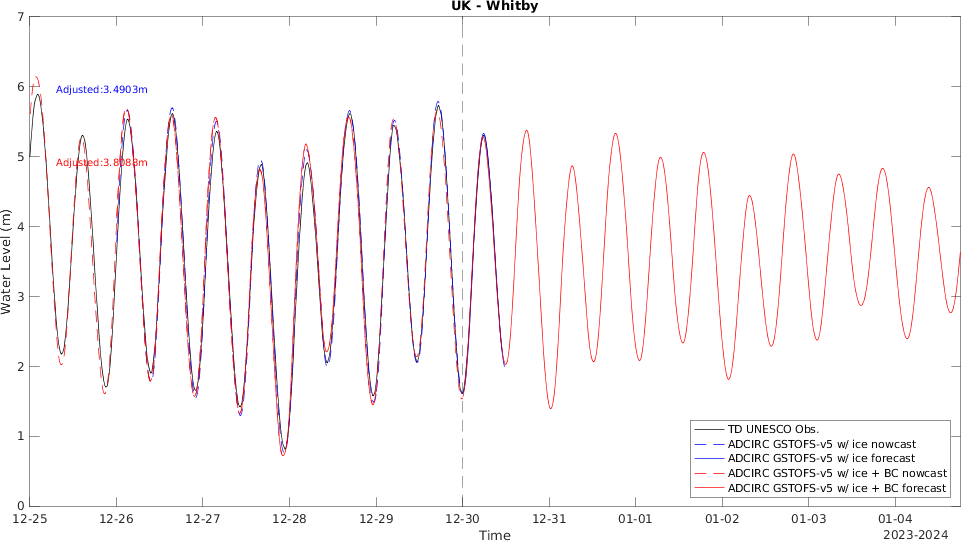 UK - Whitby
7
6
5
4
3
2
1
0
Water Level (m)
Adjusted:3.4903m
Adjusted:3.8083m
TD UNESCO Obs.
ADCIRC GSTOFS-v5 w/ ice nowcast
ADCIRC GSTOFS-v5 w/ ice forecast
ADCIRC GSTOFS-v5 w/ ice + BC nowcast
ADCIRC GSTOFS-v5 w/ ice + BC forecast
12-25 12-26 12-27 12-28 12-29 12-30 12-31 01-01 01-02 01-03 01-04
Time
2023-2024